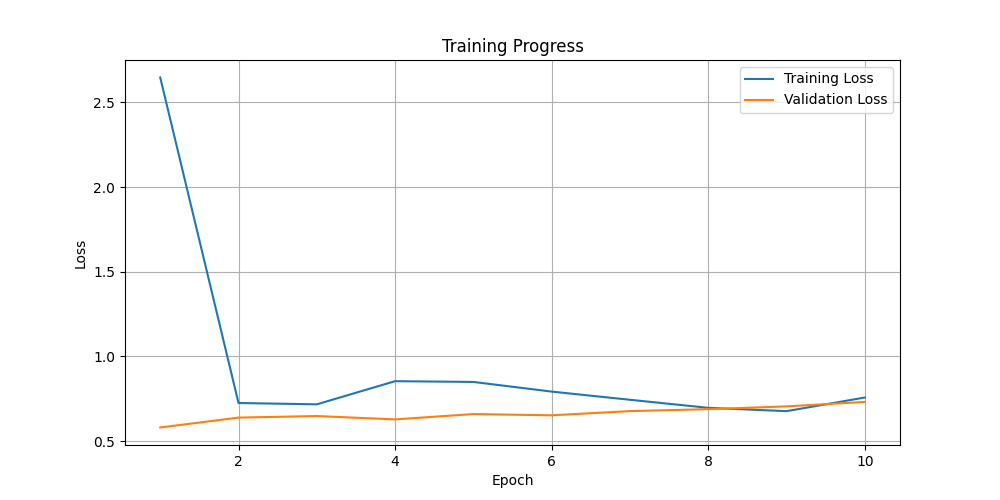 Training Progress
Training Loss
Validation Loss
2.5
2.0
1.5
1.0
0.5
Loss
2 4 6 8 10
Epoch